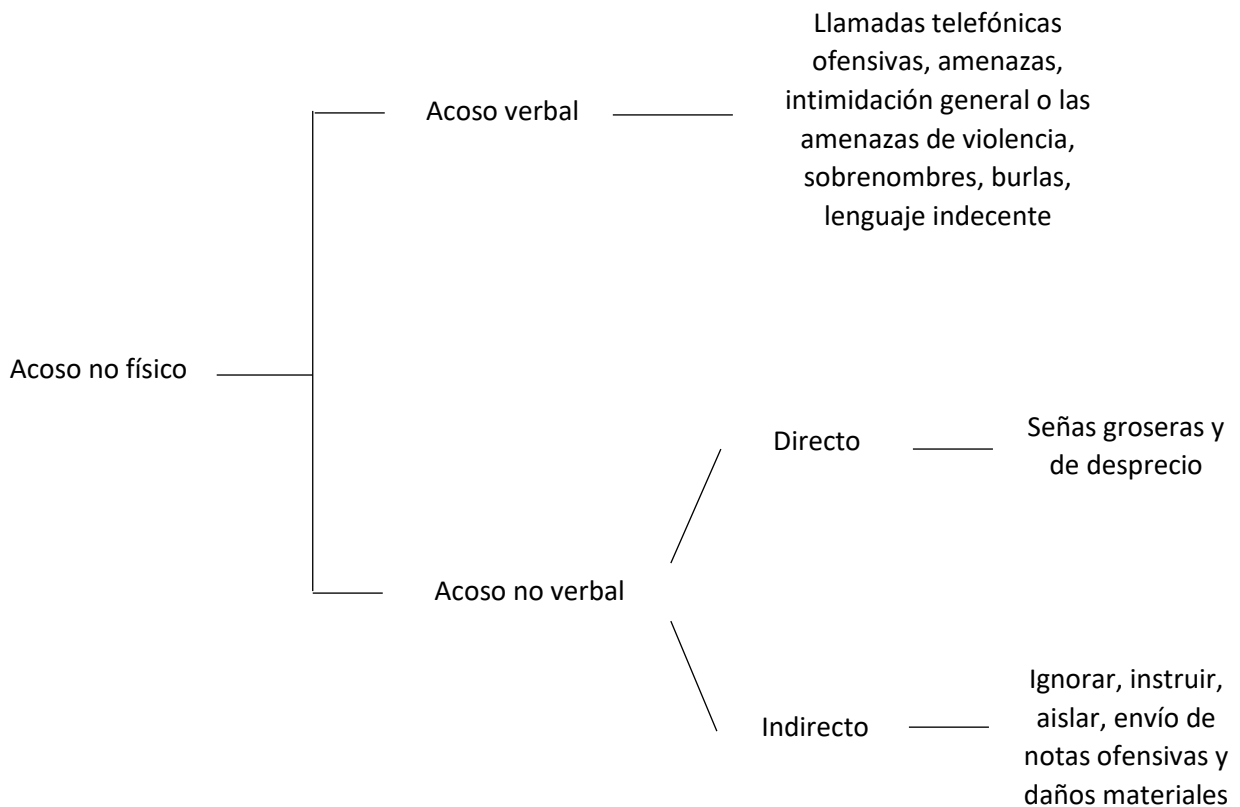 Llamadas telefónicas
ofensivas, amenazas,
intimidación general o las
amenazas de violencia,
sobrenombres, burlas,
lenguaje indecente
Acoso verbal
Acoso no físico
Directo
Señas groseras y
de desprecio
Acoso no verbal
Indirecto
Ignorar, instruir,
aislar, envío de
notas ofensivas y
daños materiales